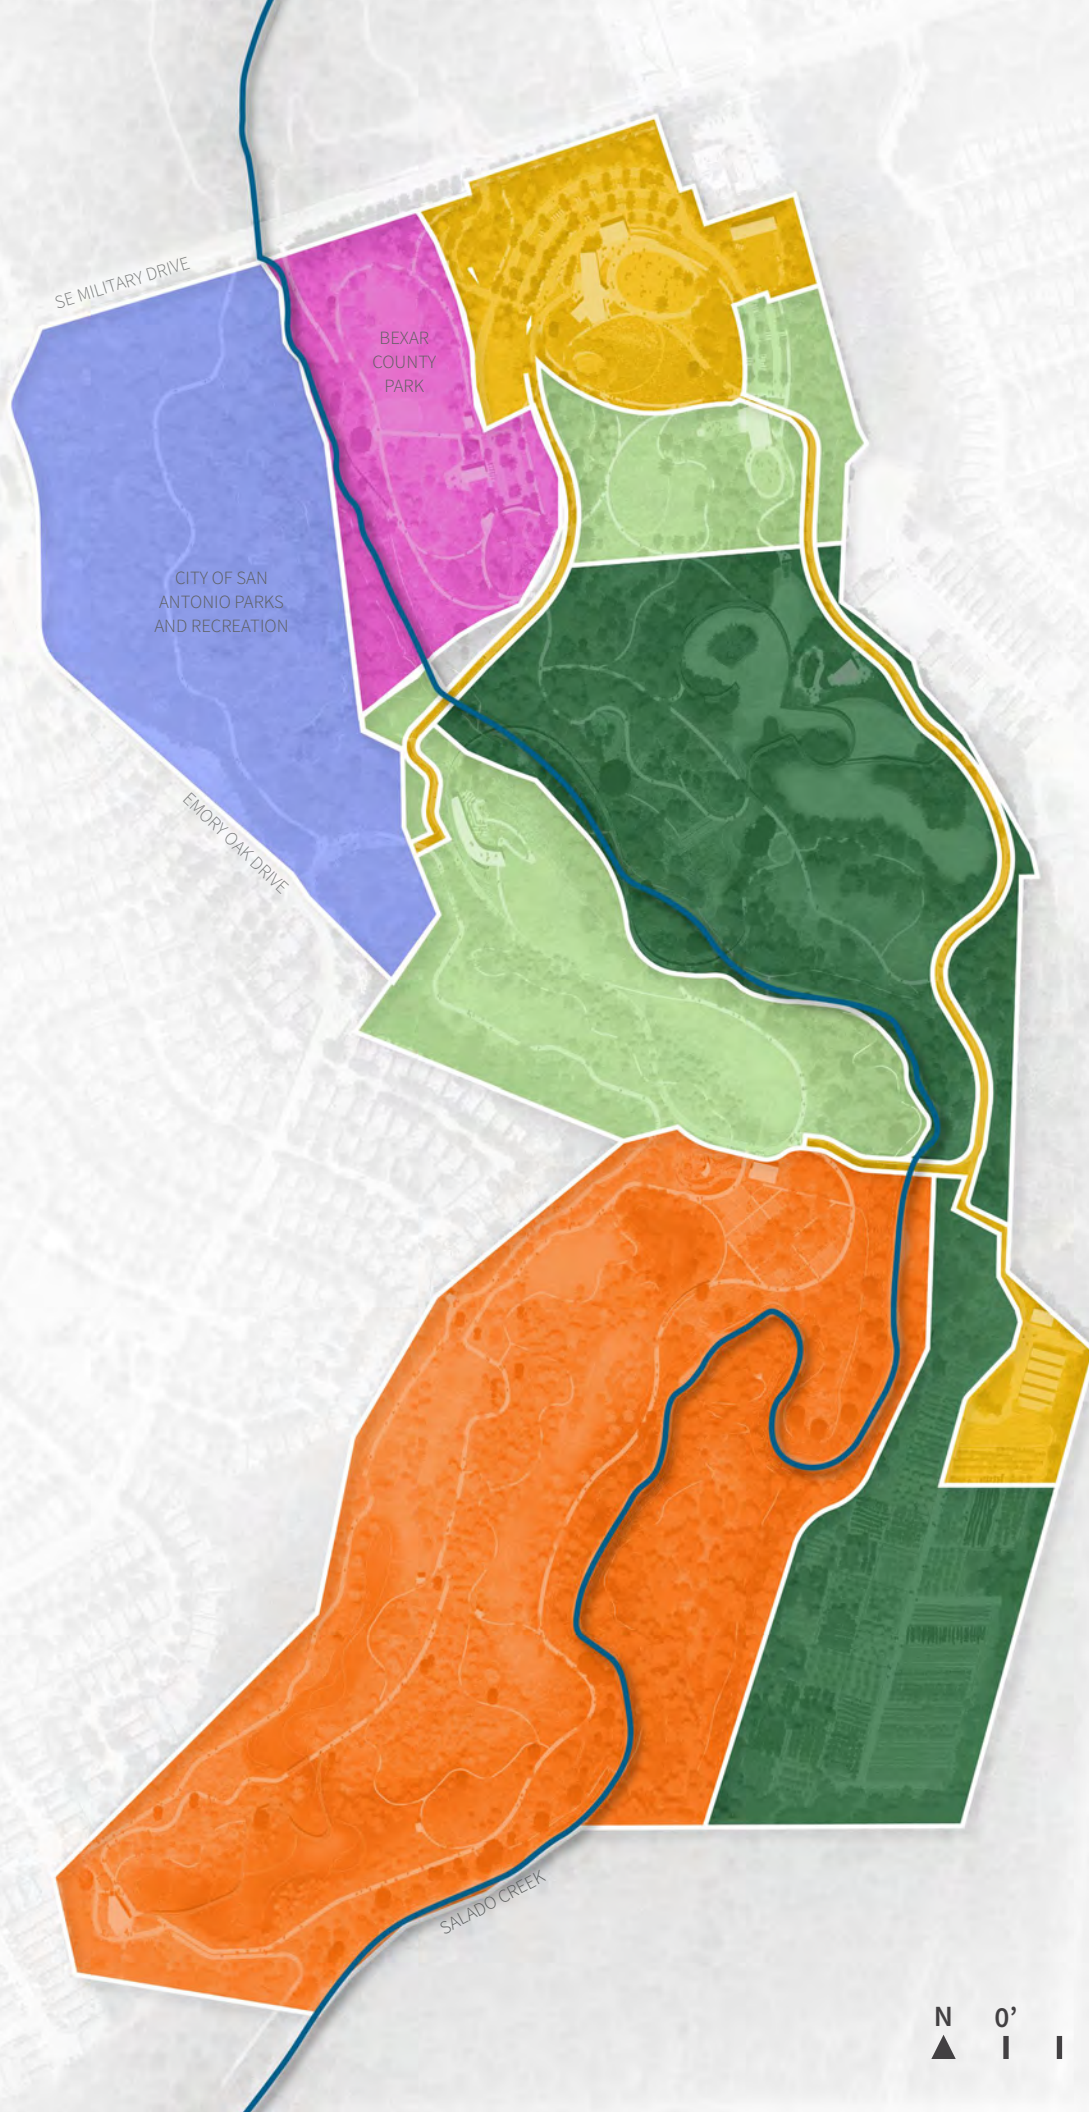 SE MILITARY DRIVE
BEXAR
COUNTY
PARK
CITY OF SAN
ANTONIO PARKS
AND RECREATION
EMORY OAK DRIVE
SALADO CREEK
N 0’